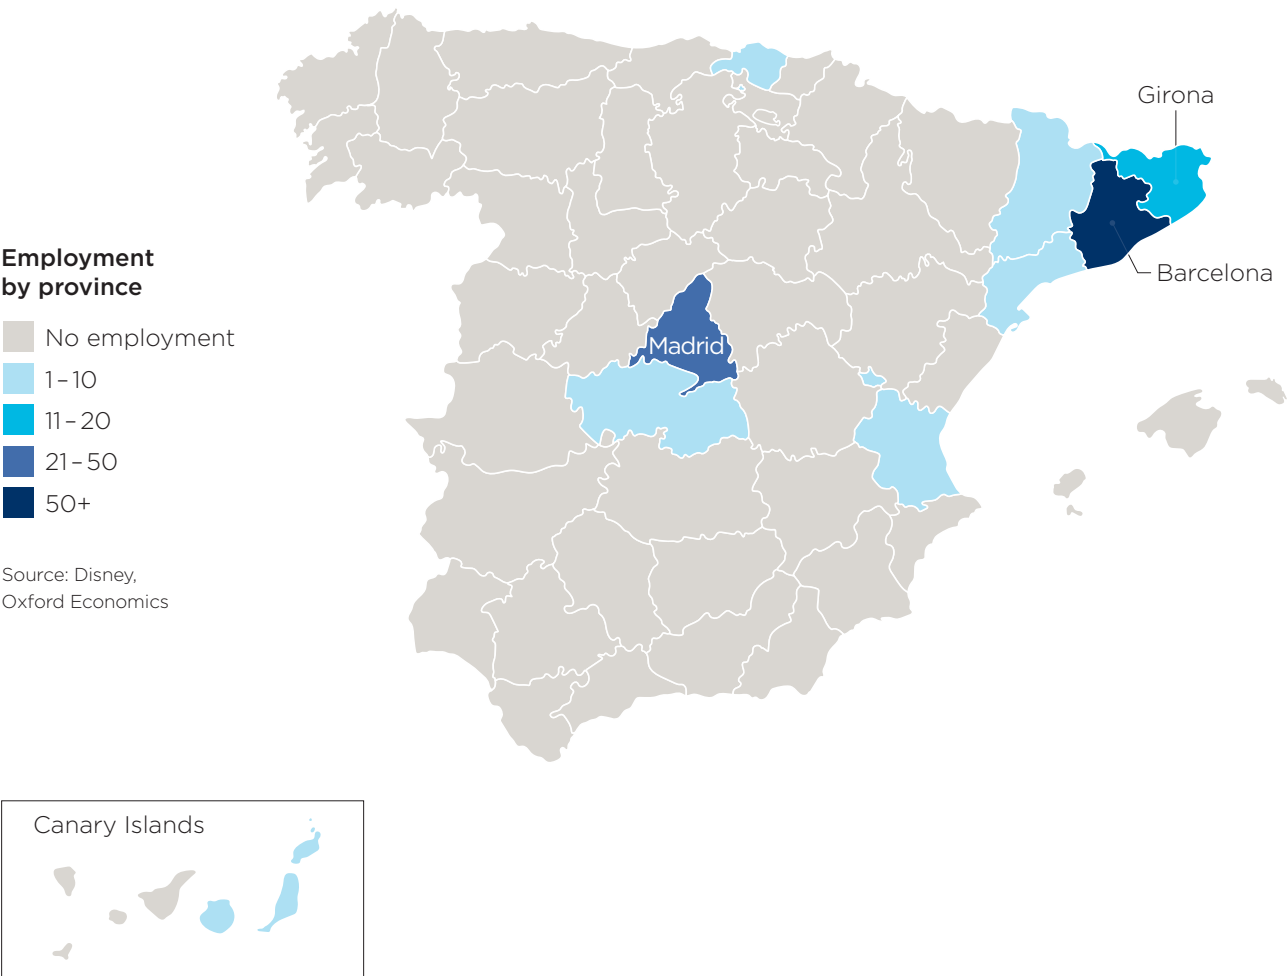 Girona
Barcelona
Employment
by province
Madrid
No employment
1–10
11–20
21–50
50+
Source: Disney,
Oxford Economics
Canary Islands